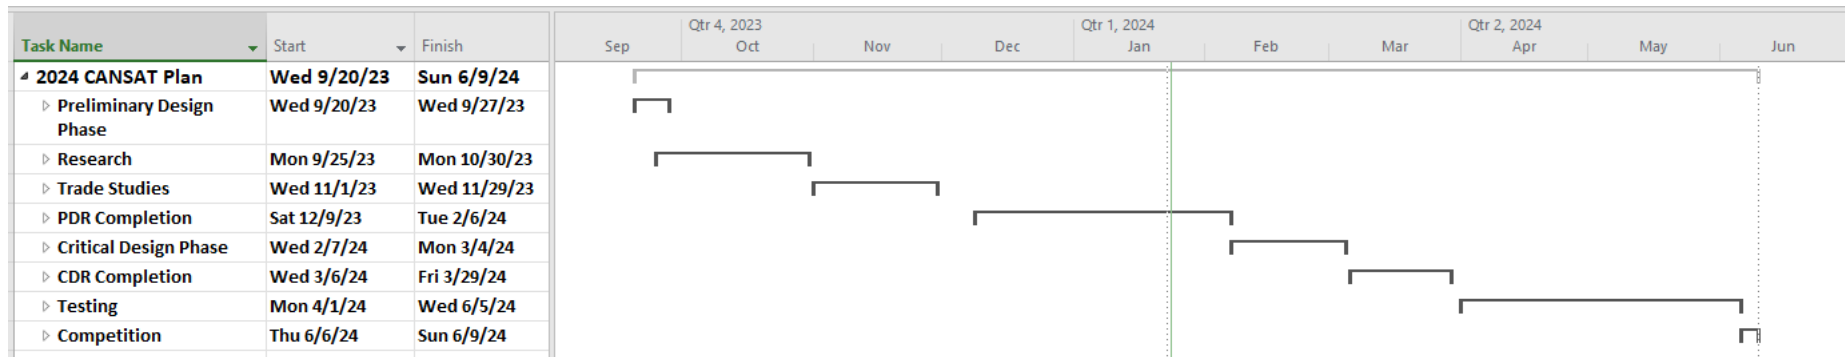 Qtr 4, 2023 Qtr 1, 2024 Qtr 2, 2024
Task Name Start Finish Sep Oct Nov Dec Jan Feb Mar Apr May Jun
2024 CANSAT Plan Wed 9/20/23 Sun 6/9/24
Preliminary Design Wed 9/20/23 Wed 9/27/23
Phase
Research Mon 9/25/23 Mon 10/30/23
Trade Studies Wed 11/1/23 Wed 11/29/23
PDR Completion Sat 12/9/23 Tue 2/6/24
Critical Design Phase Wed 2/7/24 Mon 3/4/24
CDR Completion Wed 3/6/24 Fri 3/29/24
Testing Mon 4/1/24 Wed 6/5/24
Competition Thu 6/6/24 Sun 6/9/24